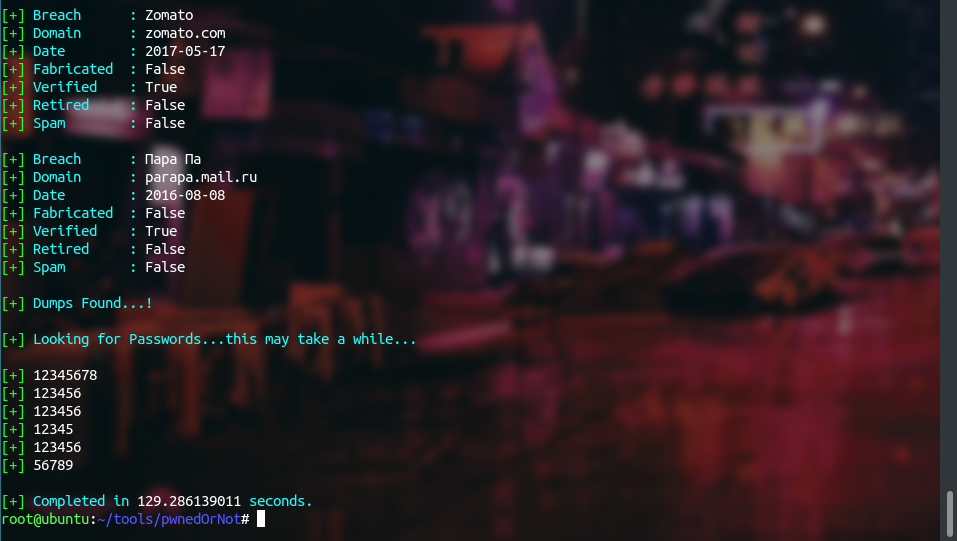 [+] Breach : Zomato
[+] Domain : zomato.com
[+] Date : 2017-05-17
[+] Fabricated : False
[+] Verified : True
[+] Retired : False
[+] Spam : False
[+] Breach : Пара Па
[+] Domain : parapa.mail.ru
[+] Date : 2016-08-08
[+] Fabricated : False
[+] Verified : True
[+] Retired : False
[+] Spam : False
[+] Dumps Found...!
[+] Looking for Passwords...this may take a while...
[+] 12345678
[+] 123456
[+] 123456
[+] 12345
[+] 123456
[+] 56789
[+] Completed in 129.286139011 seconds.
root@ubuntu:~/tools/pwnedOrNot#